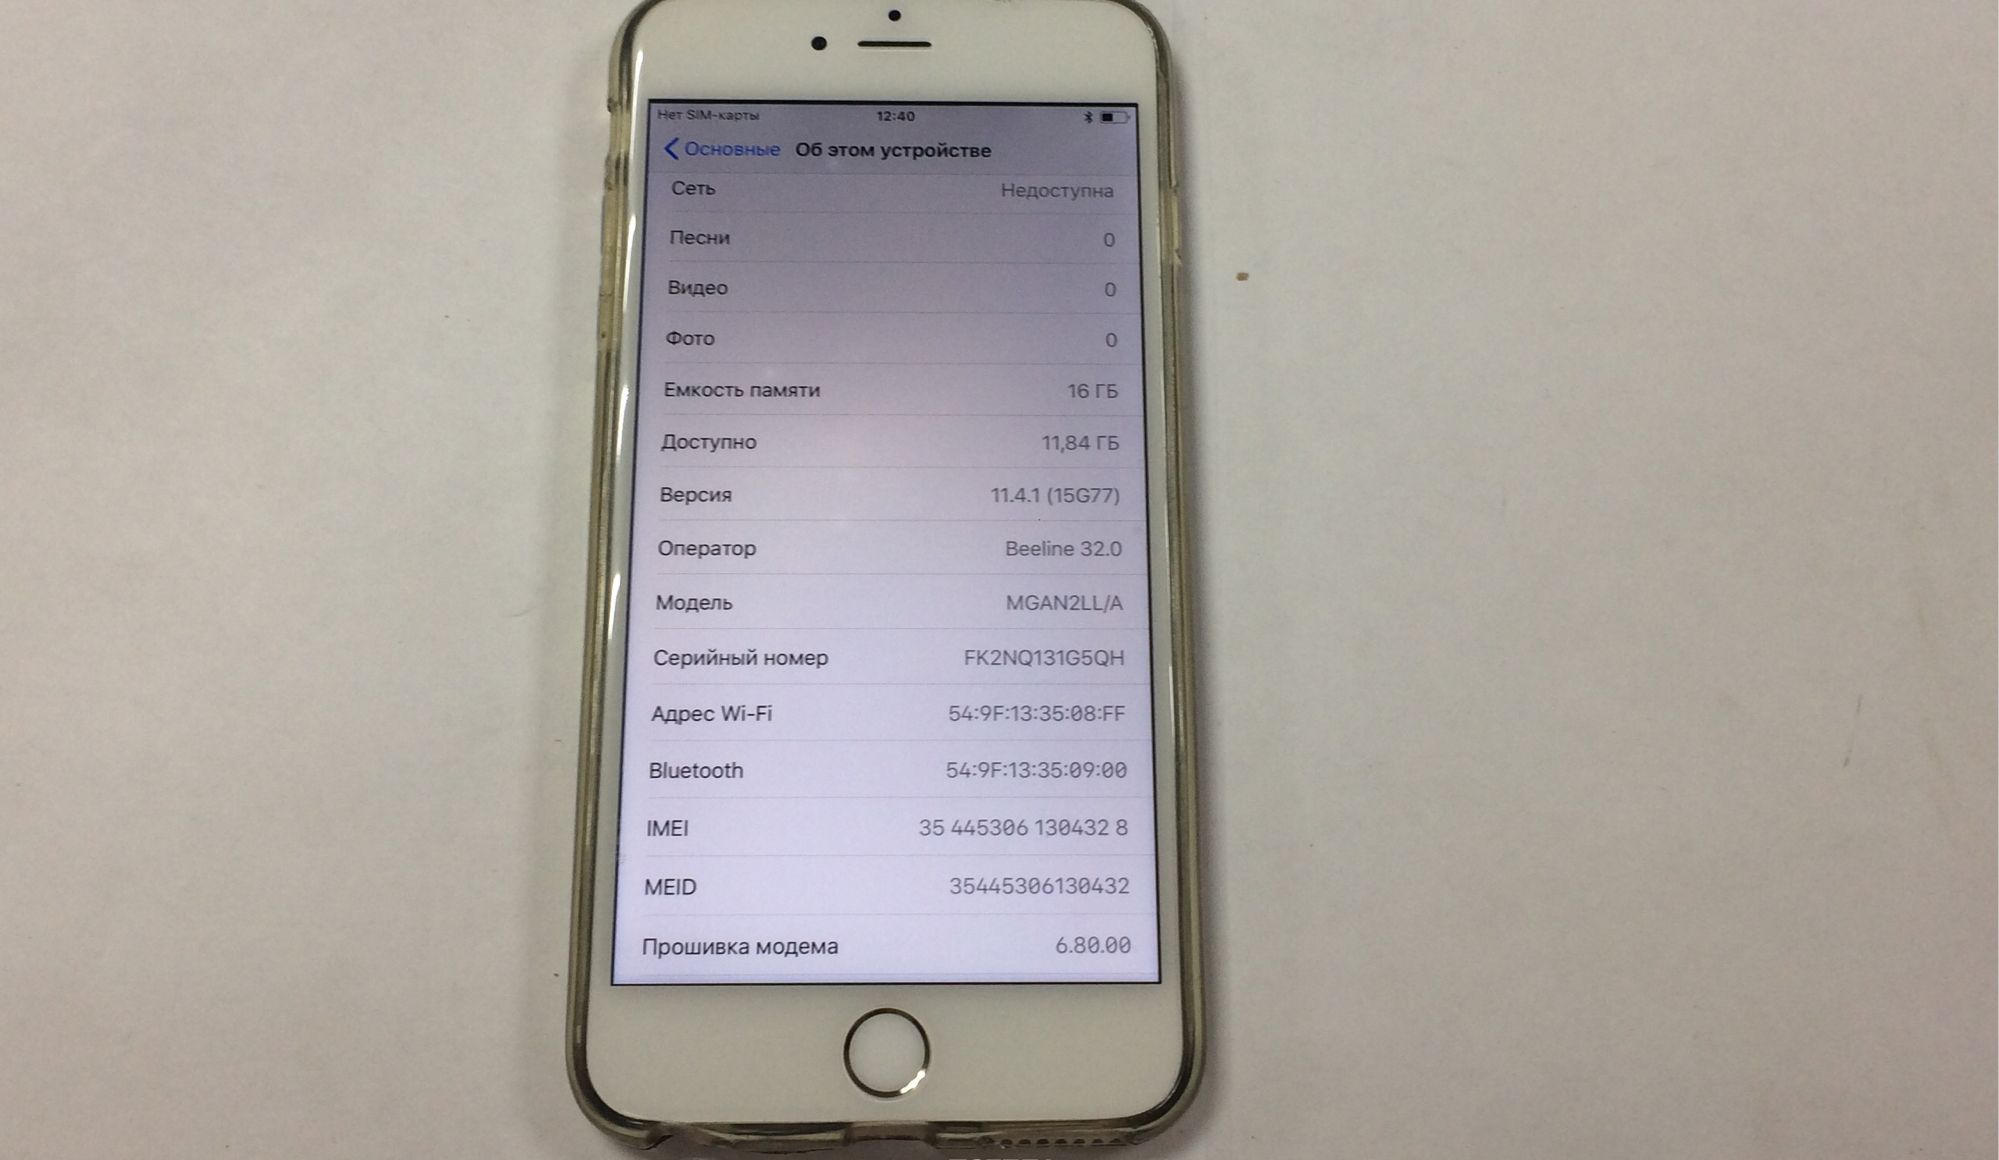 Нет SIM-карты 12:40
Основные Об этом устройстве
Сеть Недоступна
Песни 0
Видео 0
Фото 0
Емкость памяти 16 ГБ
Доступно 11,84 ГБ
Версия 11.4.1 (15G77)
Оператор Beeline 32.0
Модель MGAN2LL/A
Серийный номер FK2NQ131G5QH
Адрес Wi-Fi 54:9F:13:35:08:FF
Bluetooth 54:9F:13:35:09:00
IMEI 35 445306 130432 8
MEID 35445306130432
Прошивка модема 6.80.00